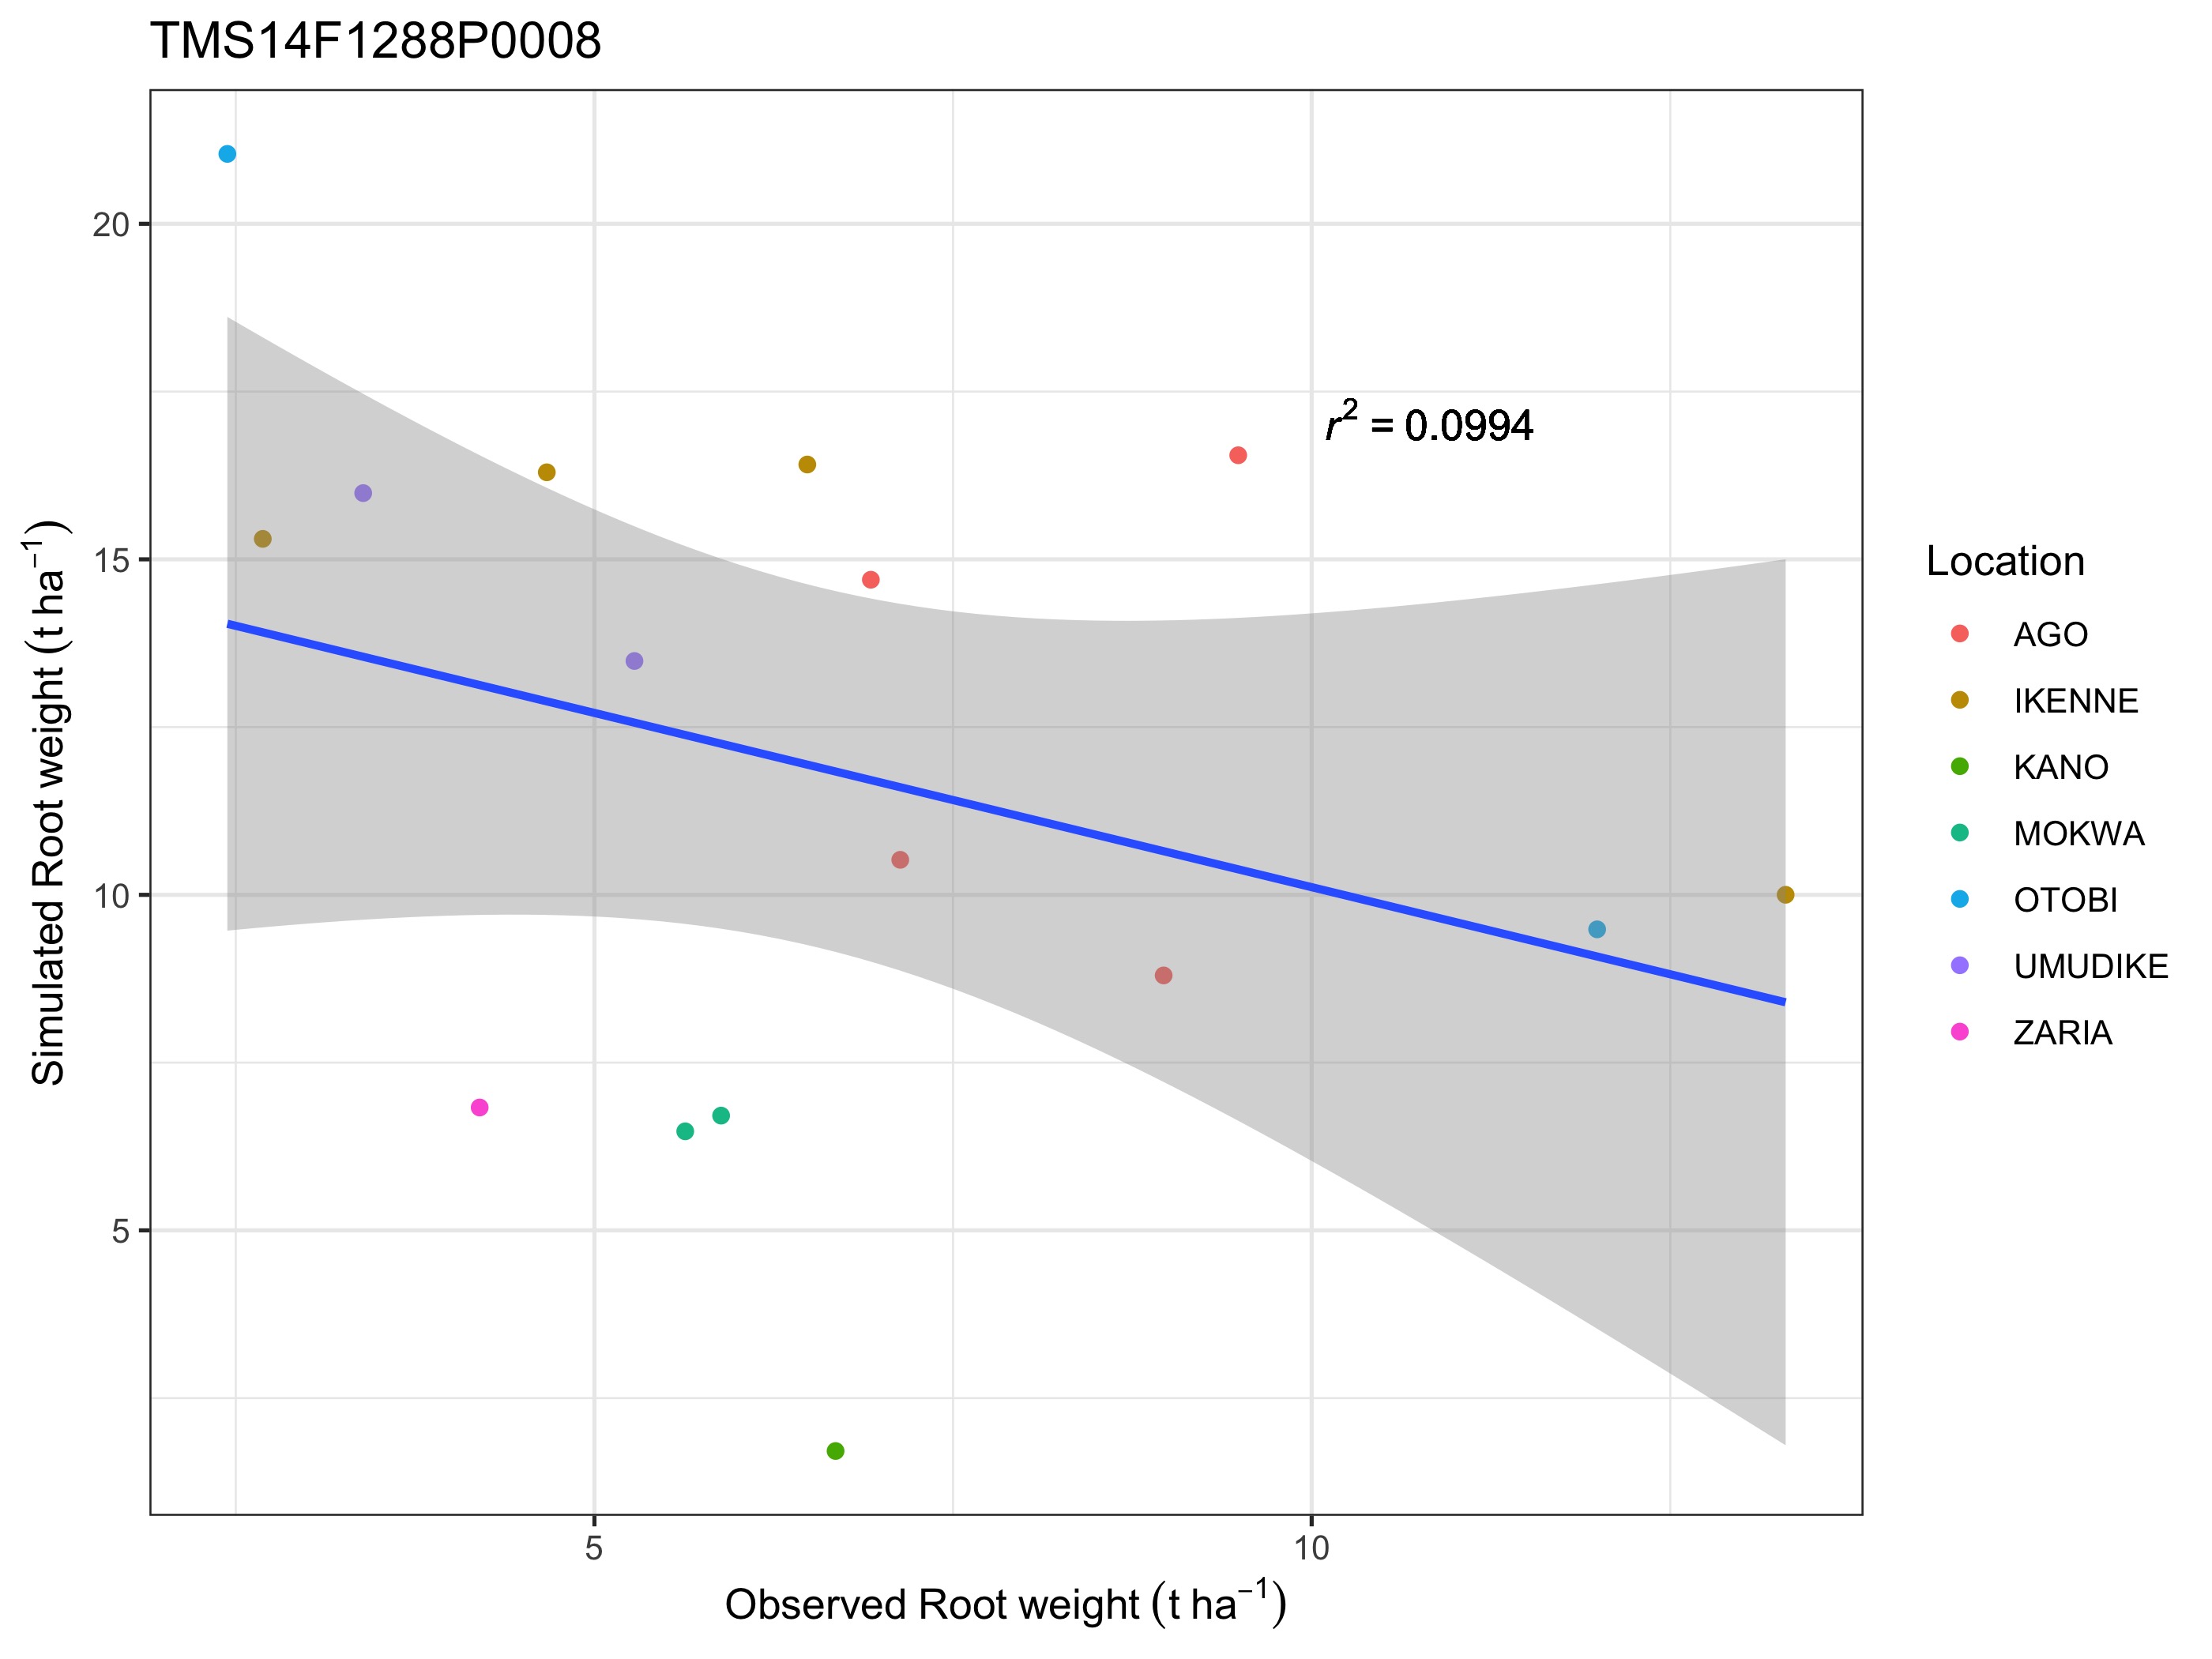 TMS14F1288P0008
r² = 0.0994
20
15
10
5
Simulated Root weight (t ha⁻¹)
5
10
Observed Root weight (t ha⁻¹)
Location
AGO
IKENNE
KANO
MOKWA
OTOBI
UMUDIKE
ZARIA